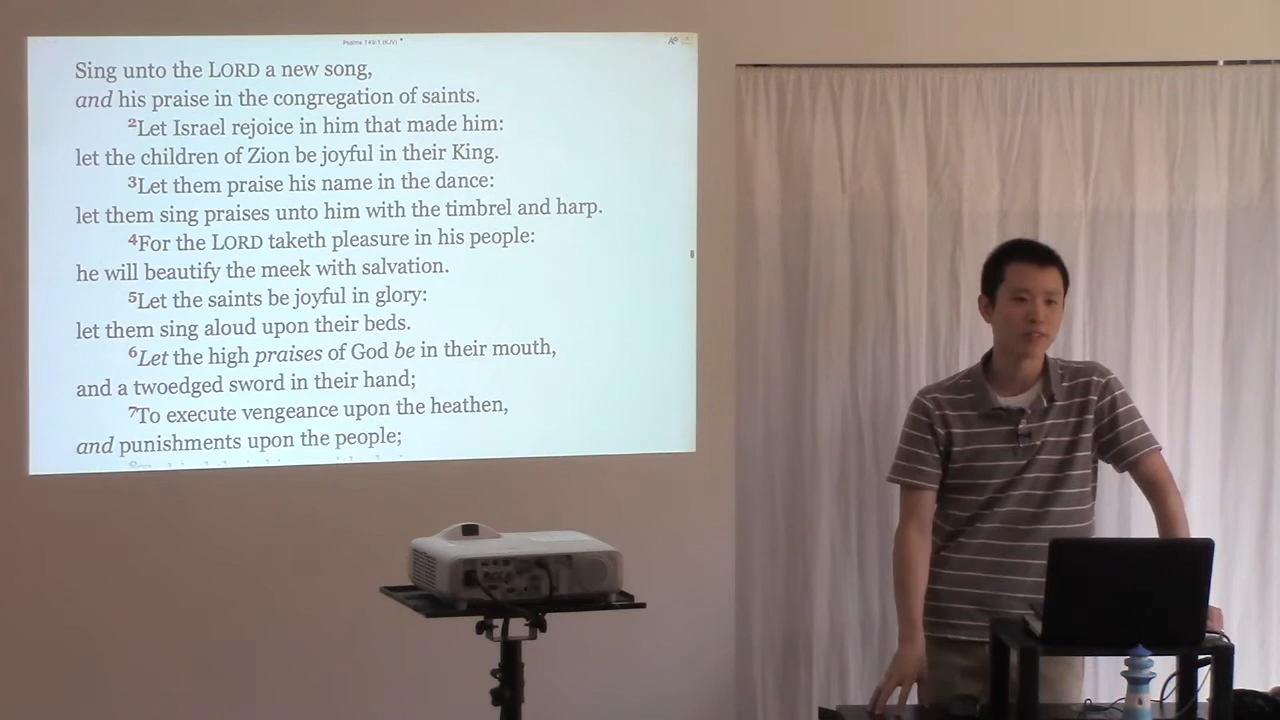 Psalms 149:1 (KJV)
Sing unto the LORD a new song,
and his praise in the congregation of saints.
2Let Israel rejoice in him that made him:
let the children of Zion be joyful in their King.
3Let them praise his name in the dance:
let them sing praises unto him with the timbrel and harp.
4For the LORD taketh pleasure in his people:
he will beautify the meek with salvation.
5Let the saints be joyful in glory:
let them sing aloud upon their beds.
6Let the high praises of God be in their mouth,
and a twoedged sword in their hand;
7To execute vengeance upon the heathen,
and punishments upon the people;